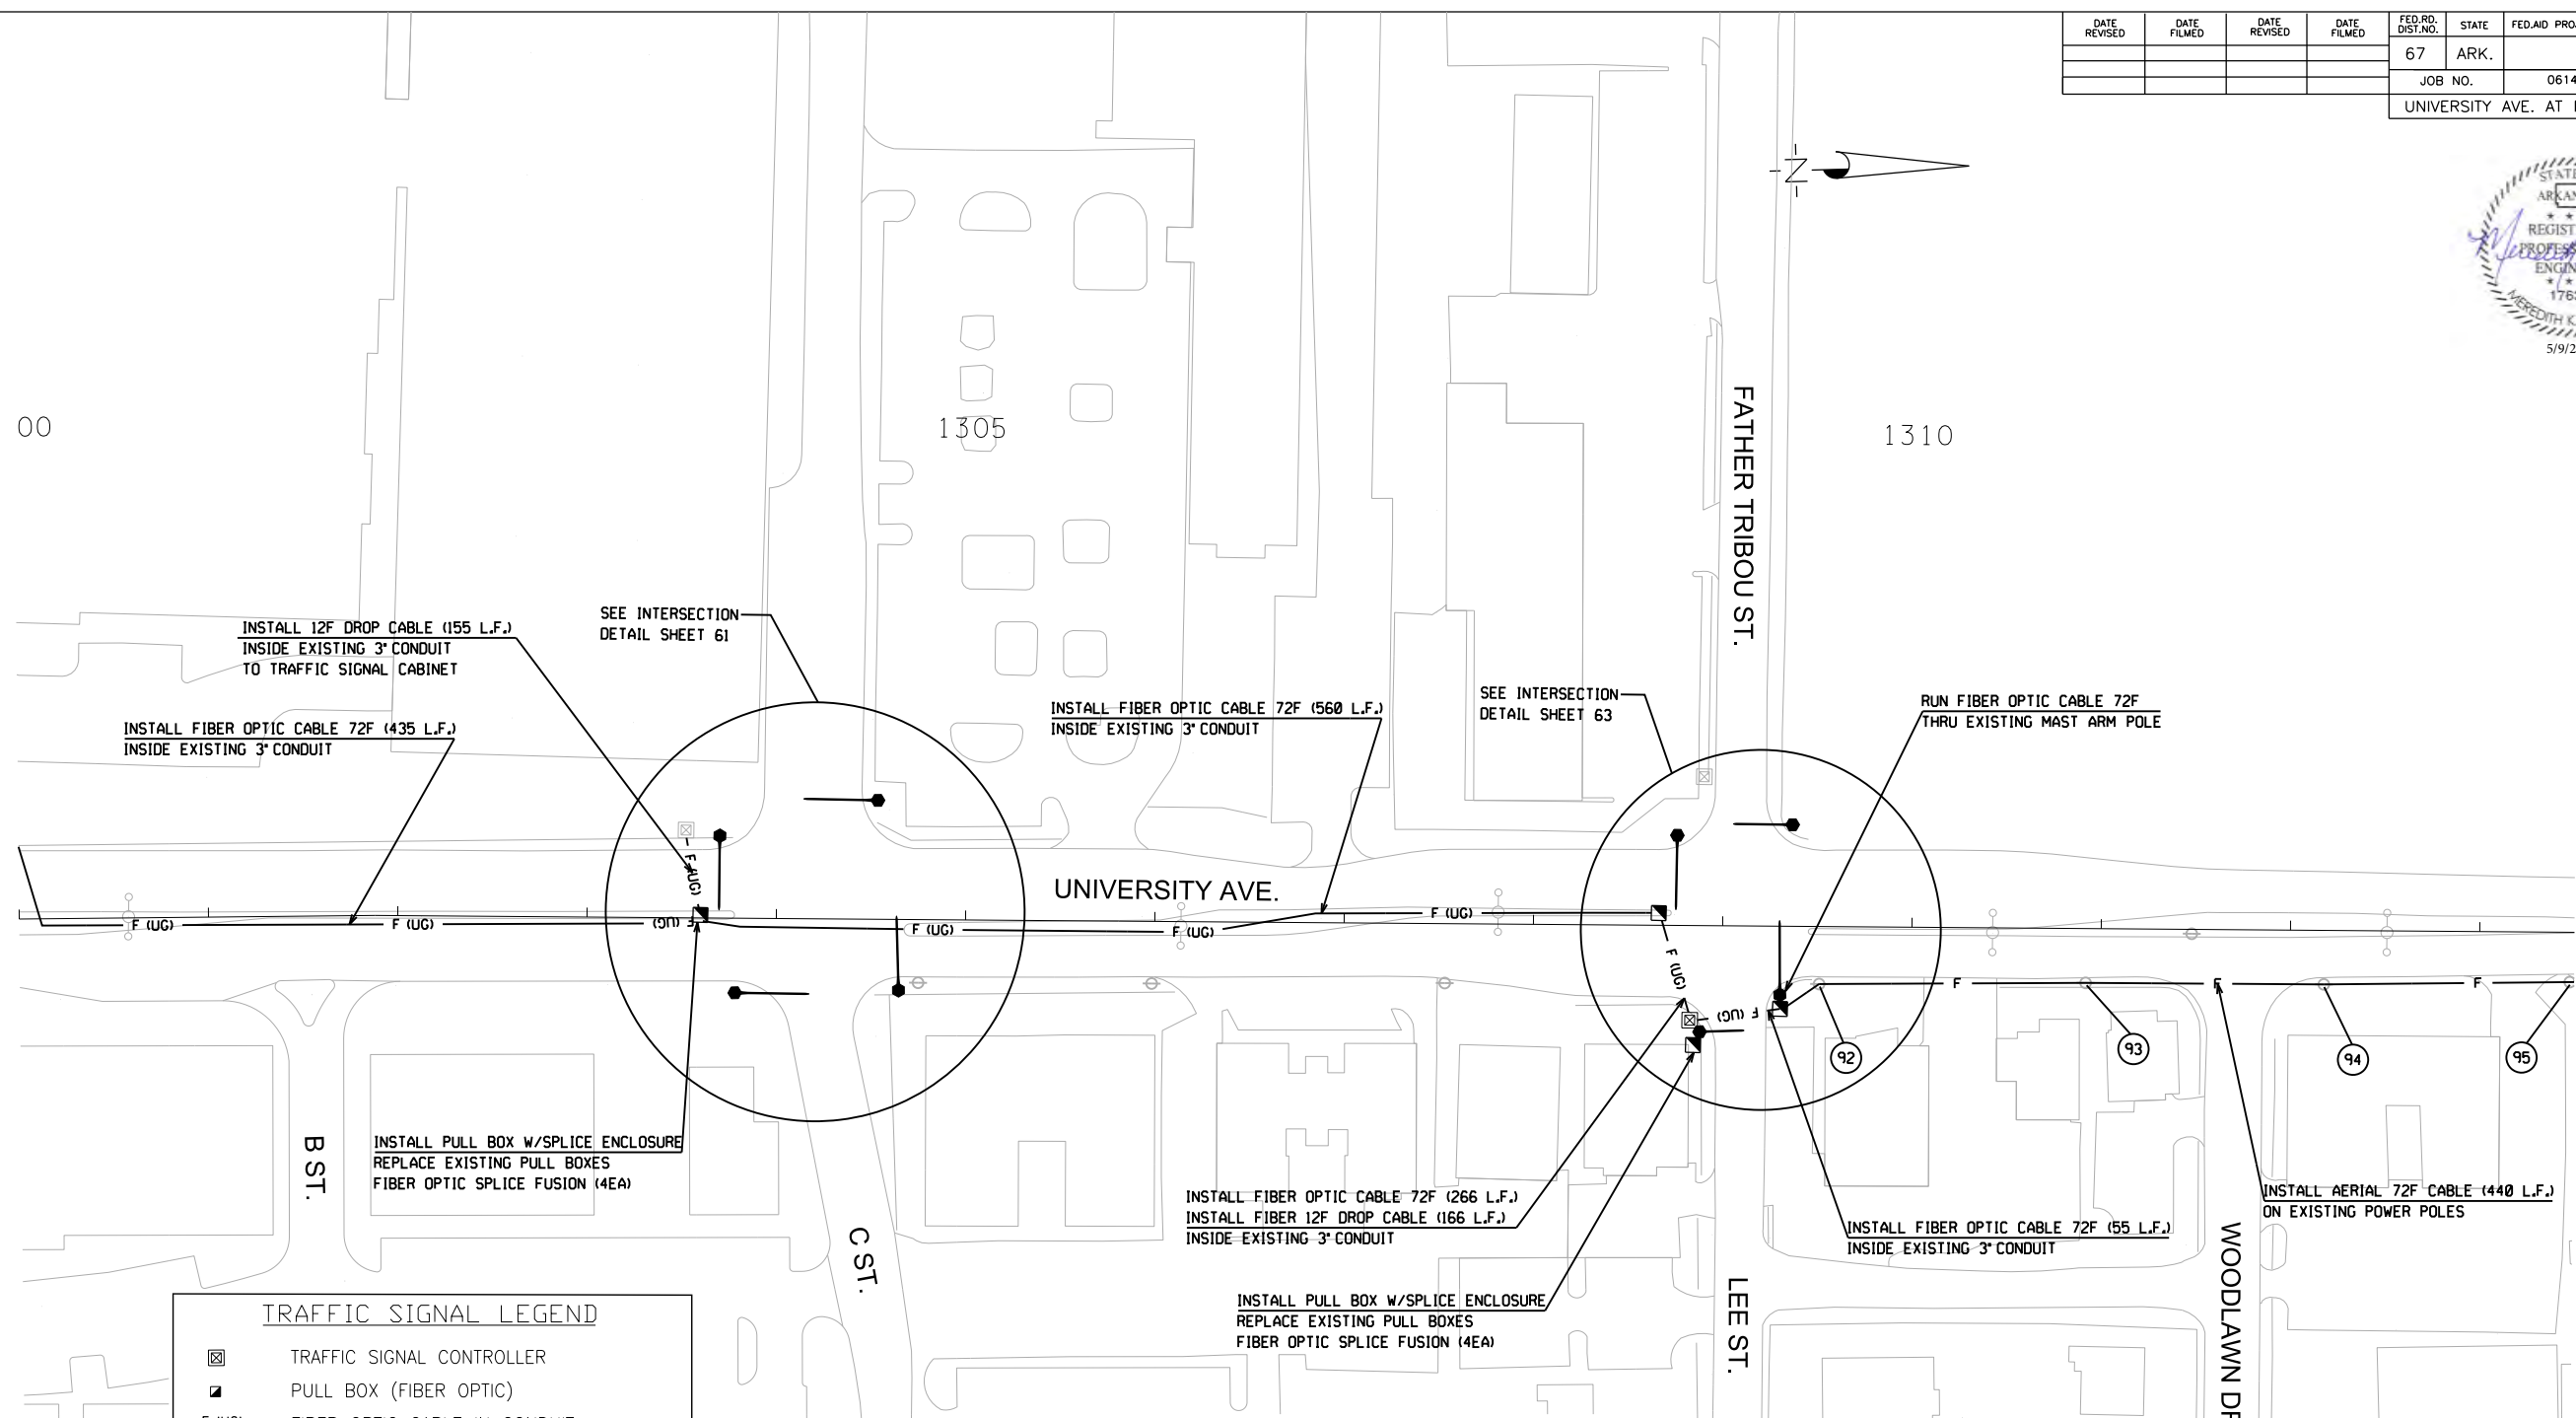 DATE REVISED
DATE FILMED
DATE REVISED
DATE FILMED
FED.RD. DIST.NO.
STATE
FED.AID
67
ARK.
JOB NO.
UNIVERSITY AVE. AT
N
5/9/2
00
1305
1310
FATHER TRIBOU ST.
INSTALL 12F DROP CABLE (155 L.F.)
INSIDE EXISTING 3" CONDUIT
TO TRAFFIC SIGNAL CABINET
SEE INTERSECTION
DETAIL SHEET 61
INSTALL FIBER OPTIC CABLE 72F (435 L.F.)
INSIDE EXISTING 3" CONDUIT
INSTALL FIBER OPTIC CABLE 72F (560 L.F.)
INSIDE EXISTING 3" CONDUIT
SEE INTERSECTION
DETAIL SHEET 63
RUN FIBER OPTIC CABLE 72F
THRU EXISTING MAST ARM POLE
UNIVERSITY AVE.
F (UG)
F (UG)
F (UG)
F (UG)
F (UG)
F (UG)
F (UG)
F (UG)
F (UG)
F
F
F
92
93
94
95
B ST.
INSTALL PULL BOX W/SPLICE ENCLOSURE
REPLACE EXISTING PULL BOXES
FIBER OPTIC SPLICE FUSION (4EA)
C ST.
INSTALL FIBER OPTIC CABLE 72F (266 L.F.)
INSTALL FIBER 12F DROP CABLE (166 L.F.)
INSIDE EXISTING 3" CONDUIT
INSTALL FIBER OPTIC CABLE 72F (55 L.F.)
INSIDE EXISTING 3" CONDUIT
INSTALL AERIAL 72F CABLE (440 L.F.)
ON EXISTING POWER POLES
INSTALL PULL BOX W/SPLICE ENCLOSURE
REPLACE EXISTING PULL BOXES
FIBER OPTIC SPLICE FUSION (4EA)
LEE ST.
WOODLAWN
TRAFFIC SIGNAL LEGEND
TRAFFIC SIGNAL CONTROLLER
PULL BOX (FIBER OPTIC)